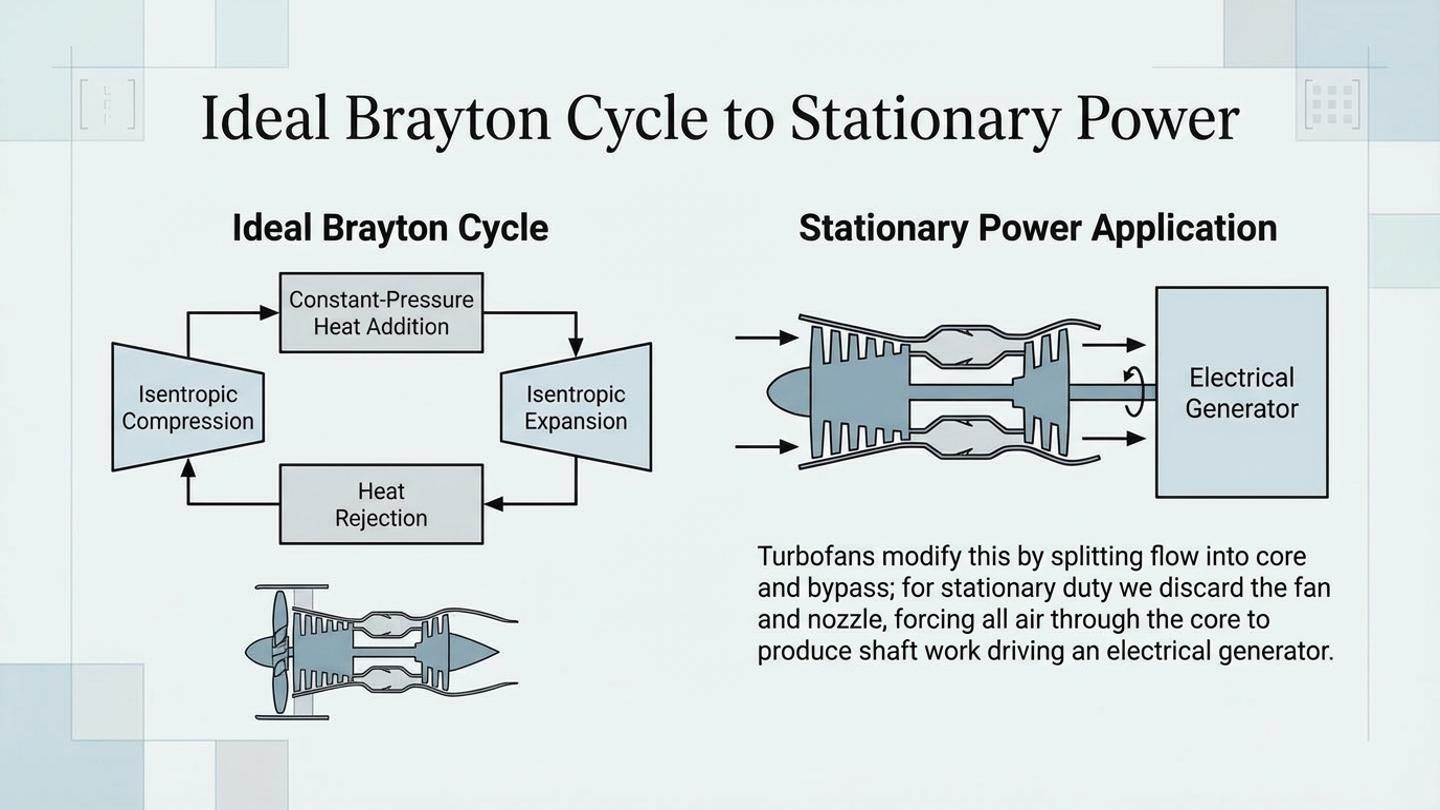 Ideal Brayton Cycle to Stationary Power
Ideal Brayton Cycle
Constant-Pressure
Heat Addition
Isentropic
Compression
Isentropic
Expansion
Heat
Rejection
Stationary Power Application
Electrical
Generator
Turbofans modify this by splitting flow into core
and bypass; for stationary duty we discard the fan
and nozzle, forcing all air through the core to
produce shaft work driving an electrical generator.